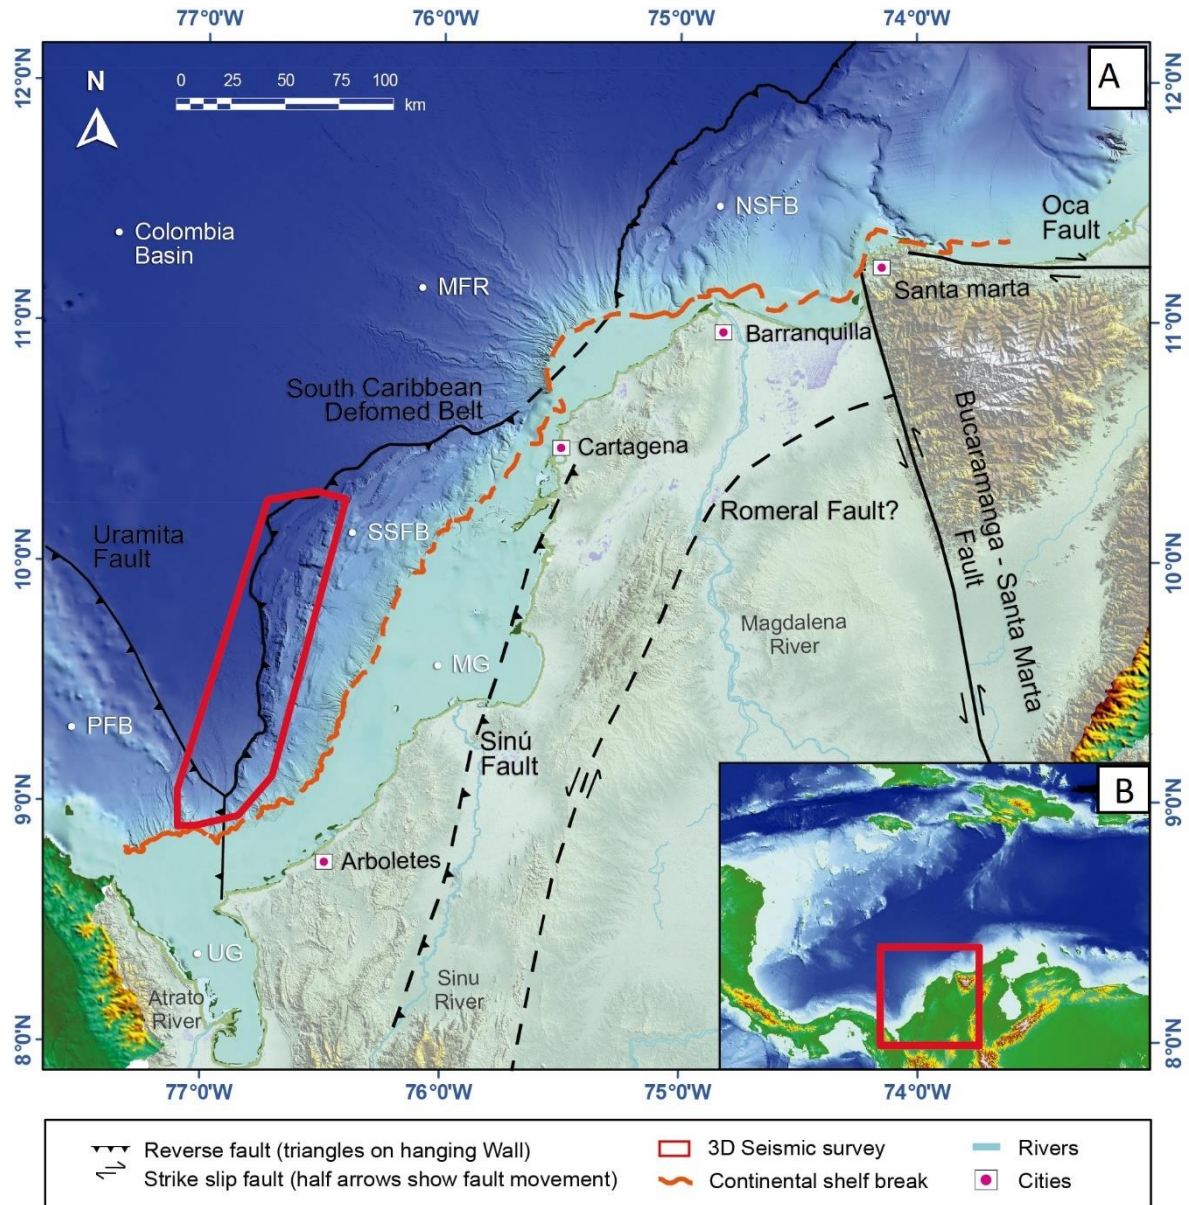 77°0'W 76°0'W 75°0'W 74°0'W
12°0'N
12°0'N
A
N
0 25 50 75 100
km
NSFB
Colombia
Basin
Oca
Fault
MFR
Santa marta
11°0'N
11°0'N
Barranquilla
South Caribbean
Defomed Belt
Cartagena
Bucaramanga - Santa Marta
Fault
Romeral Fault?
Uramita
Fault
SSFB
10°0'N
10°0'N
Magdalena
River
MG
PFB
Sinú
Fault
B
9°0'N
9°0'N
Arboletes
UG
Atrato
River
Sinu
River
8°0'N
8°0'N
77°0'W 76°0'W 75°0'W 74°0'W
Reverse fault (triangles on hanging Wall)
Strike slip fault (half arrows show fault movement)
3D Seismic survey
Continental shelf break
Rivers
Cities